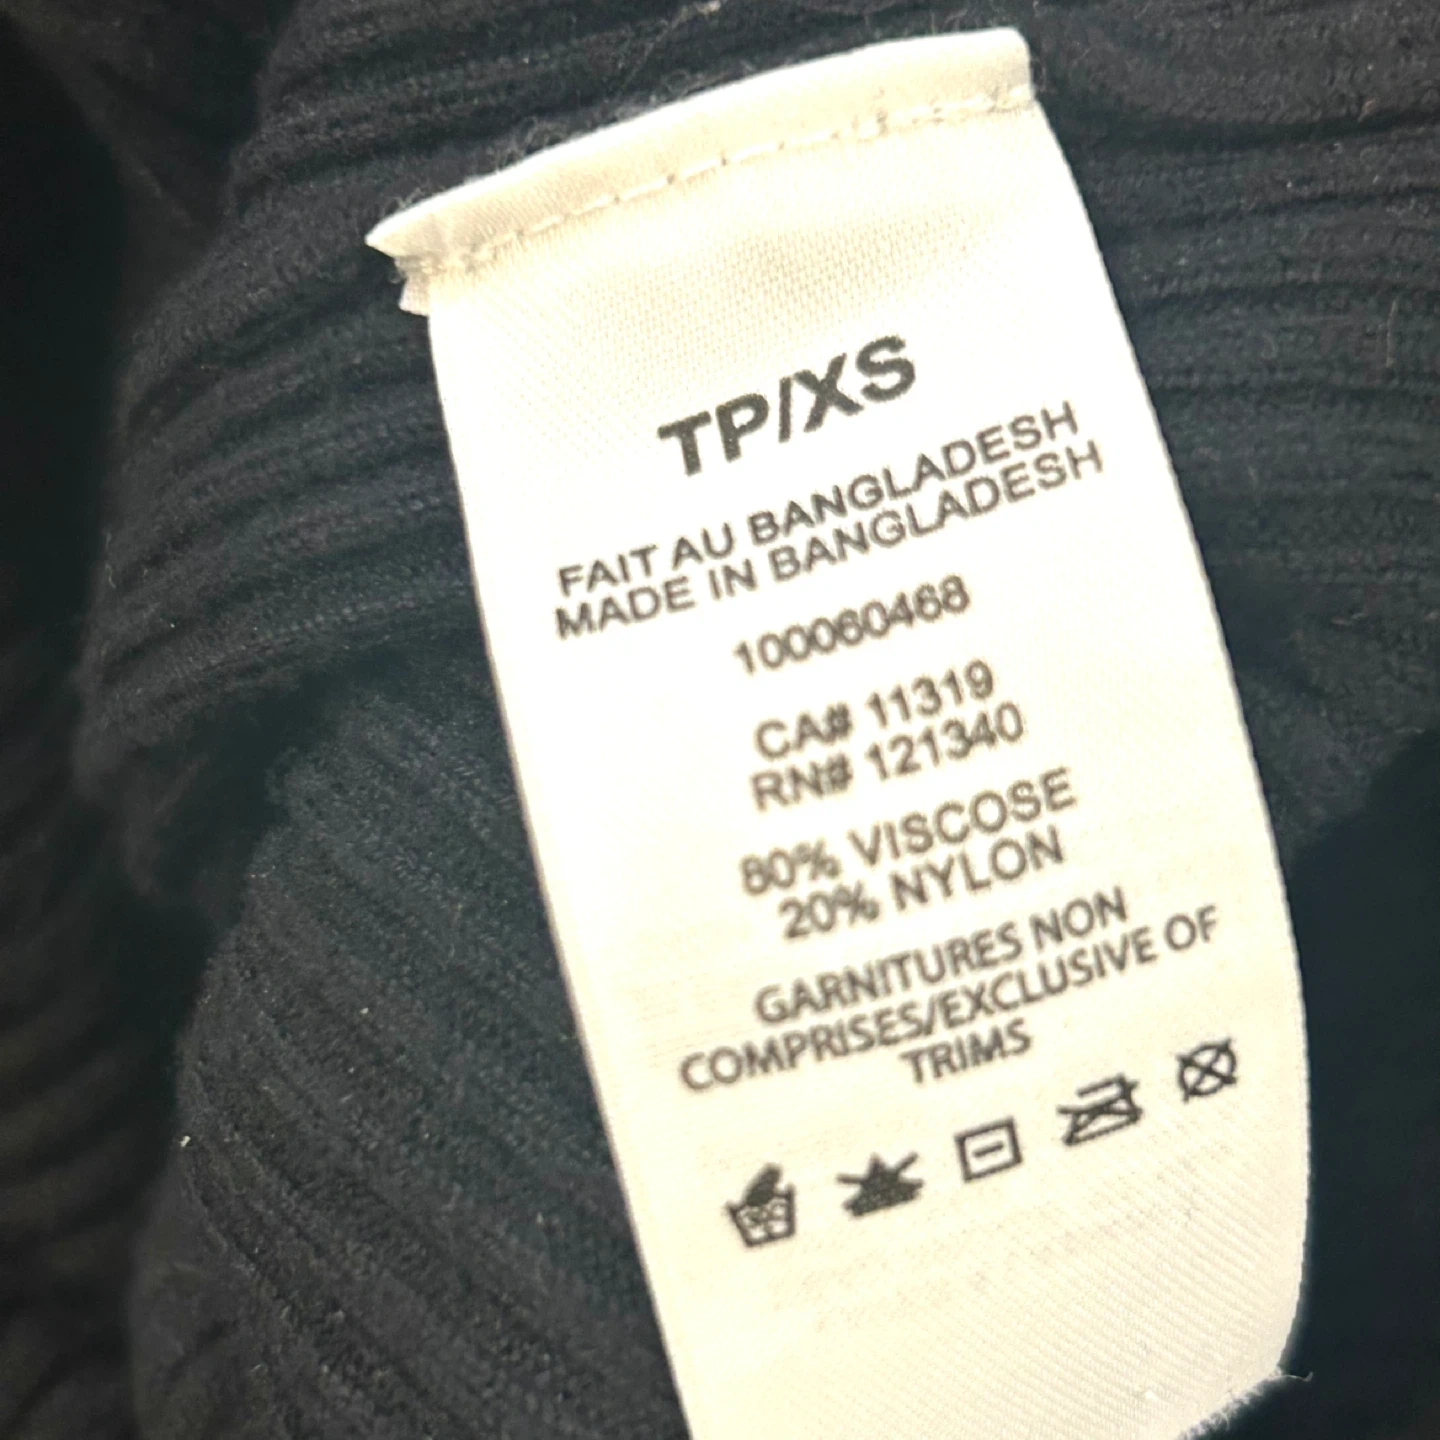 TP/XS
FAIT AU BANGLADESH
MADE IN BANGLADESH
100060468
CA# 11319
RN# 121340
80% VISCOSE
20% NYLON
GARNITURES NON
COMPRISES/EXCLUSIVE OF
TRIMS